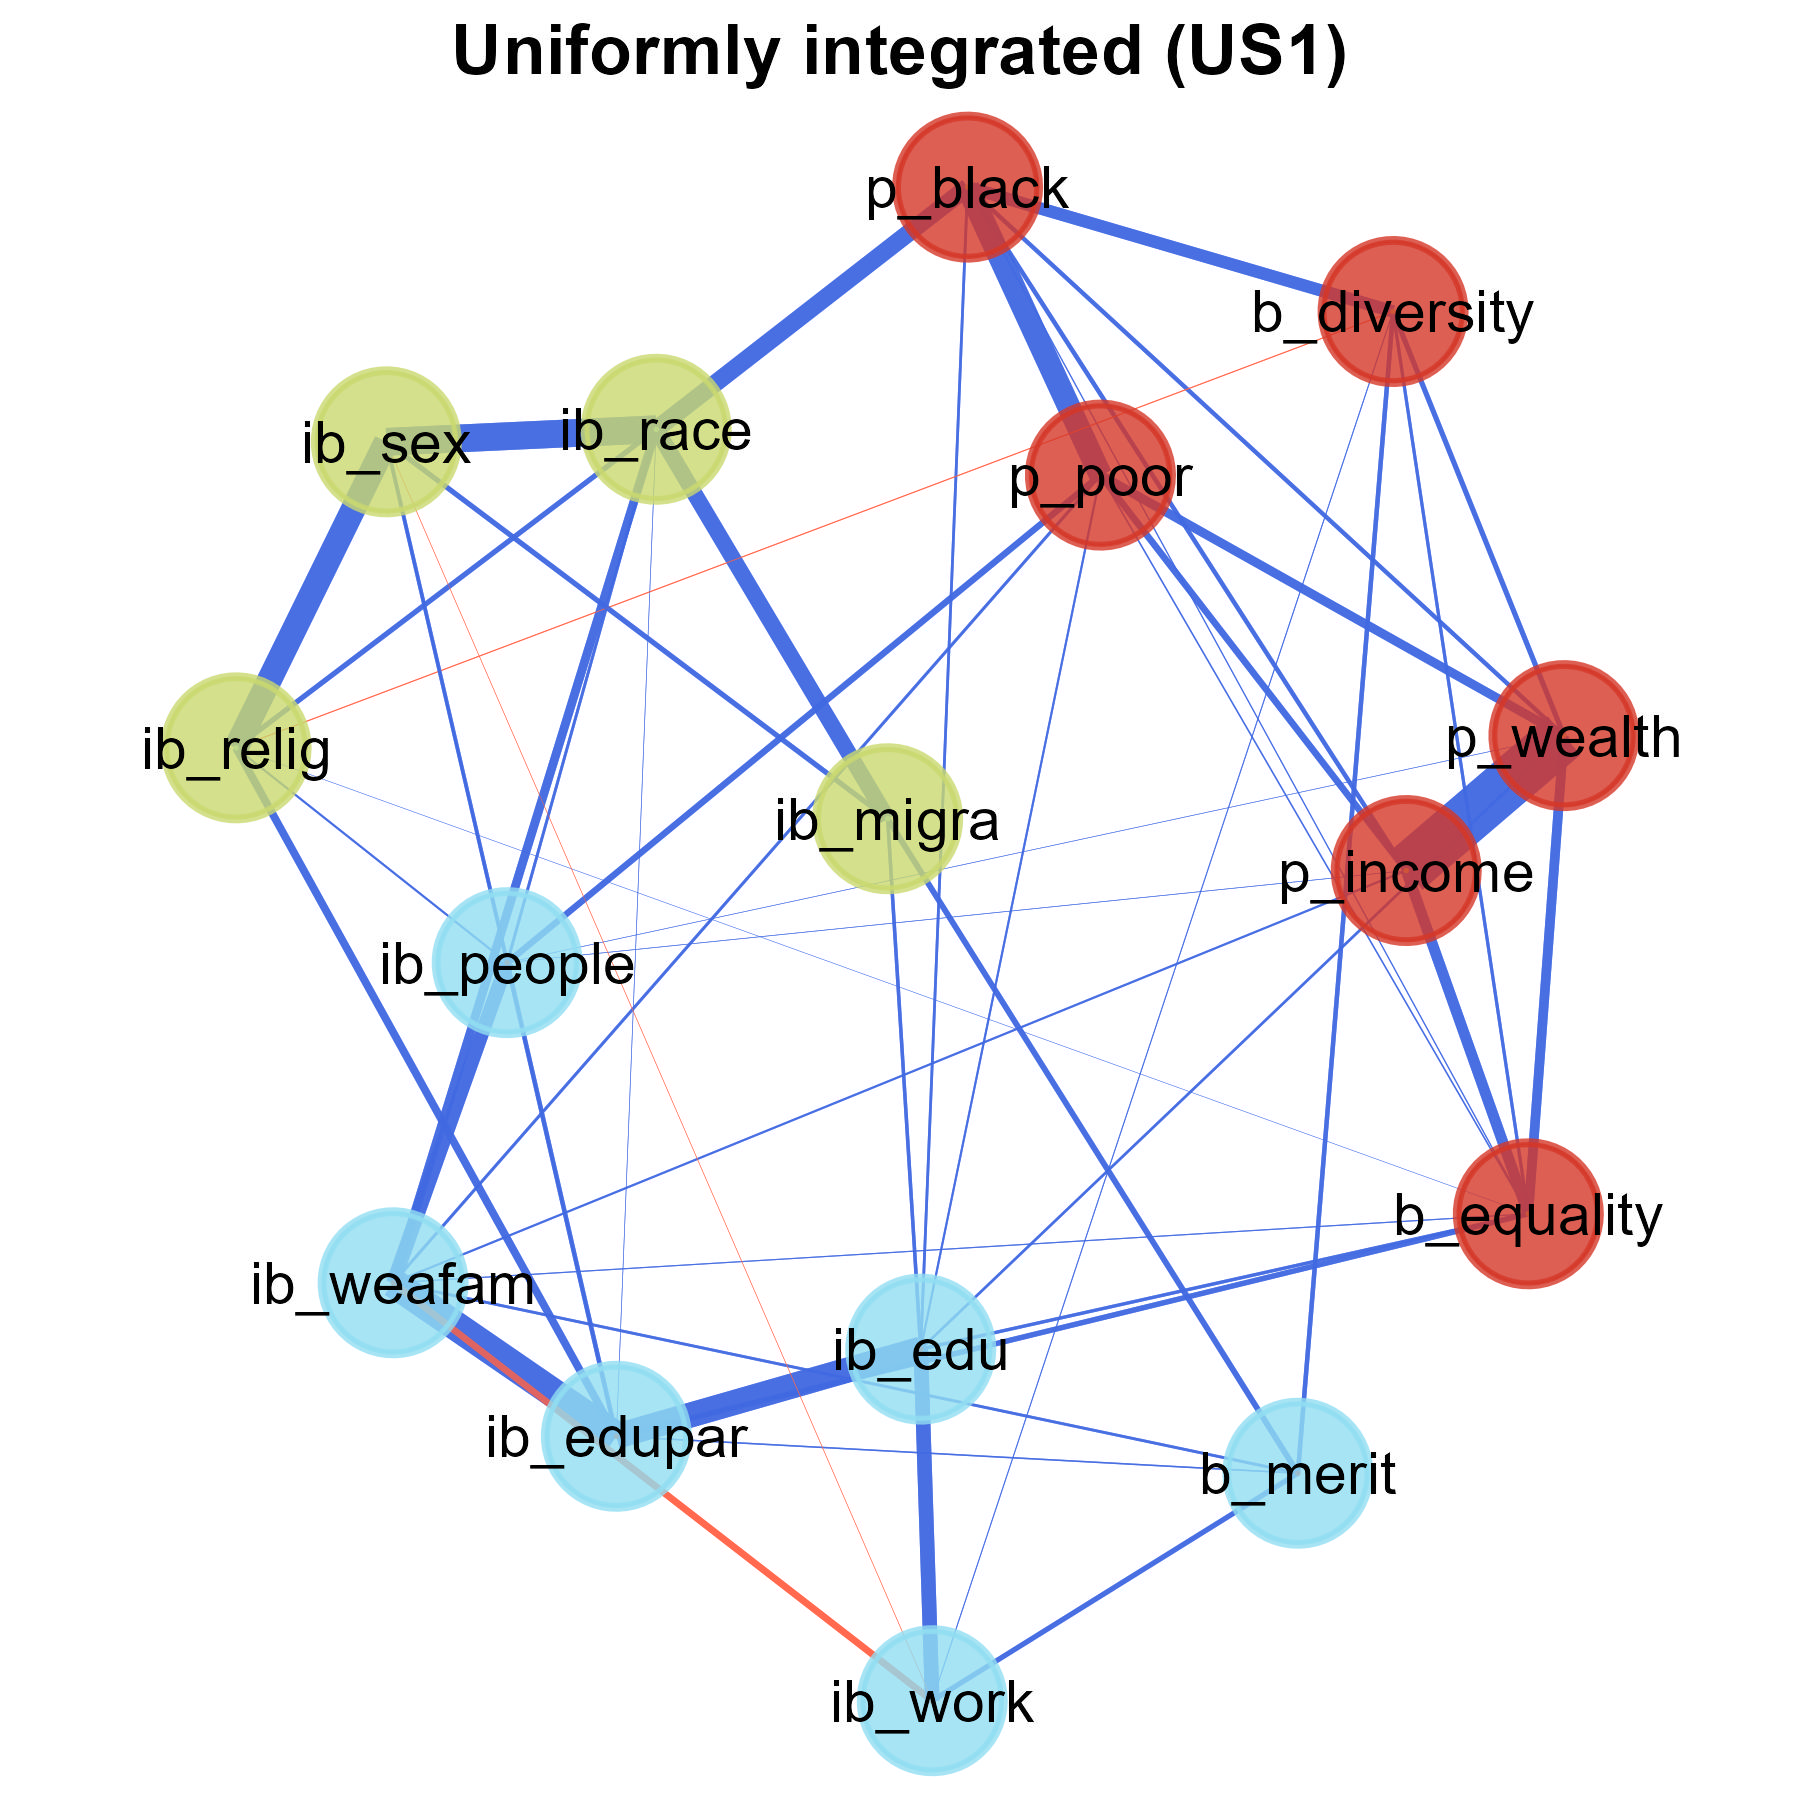 Uniformly integrated (US1)
p_black
b_diversity
ib_sex
ib_race
p_poor
ib_relig
p_wealth
ib_migra
p_income
ib_people
b_equality
ib_weafam
ib_edu
ib_edupar
b_merit
ib_work